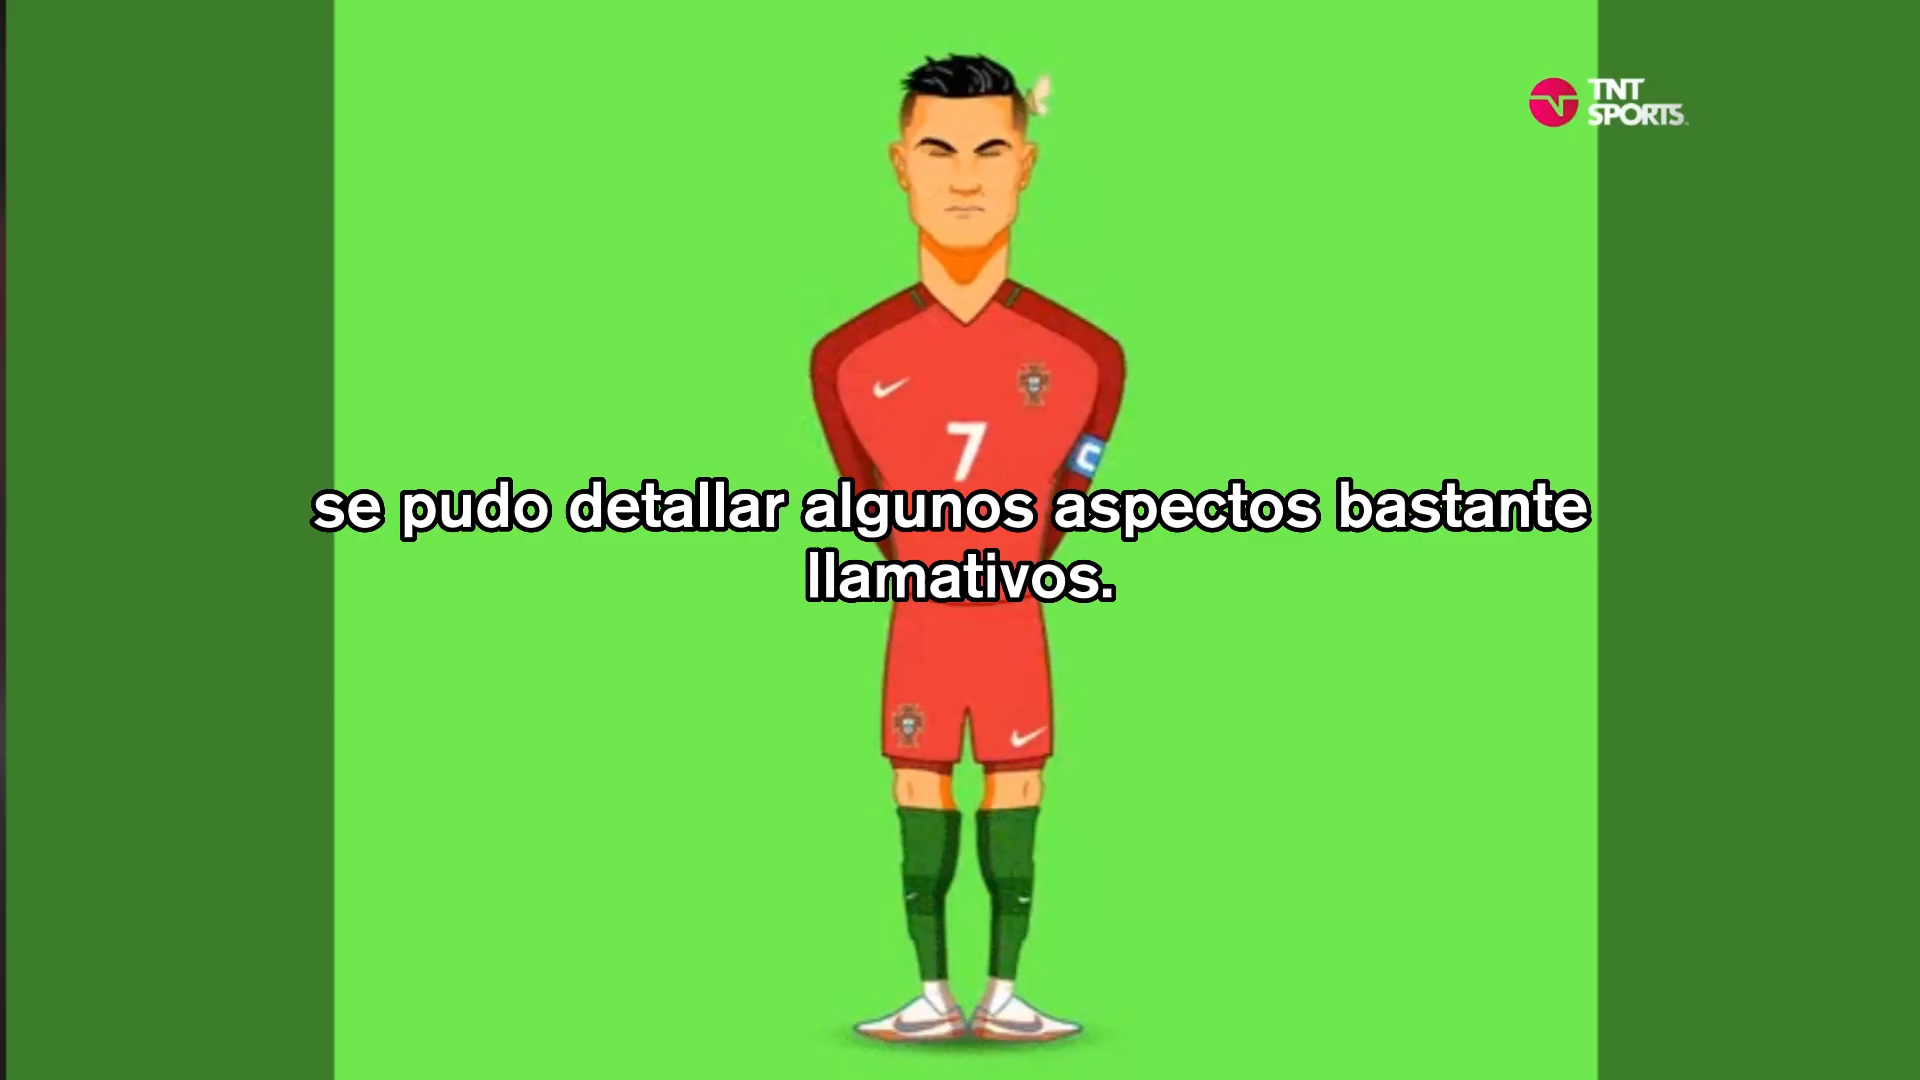 TNT
SPORTS
7
C
se pudo detallar algunos aspectos bastante
llamativos.